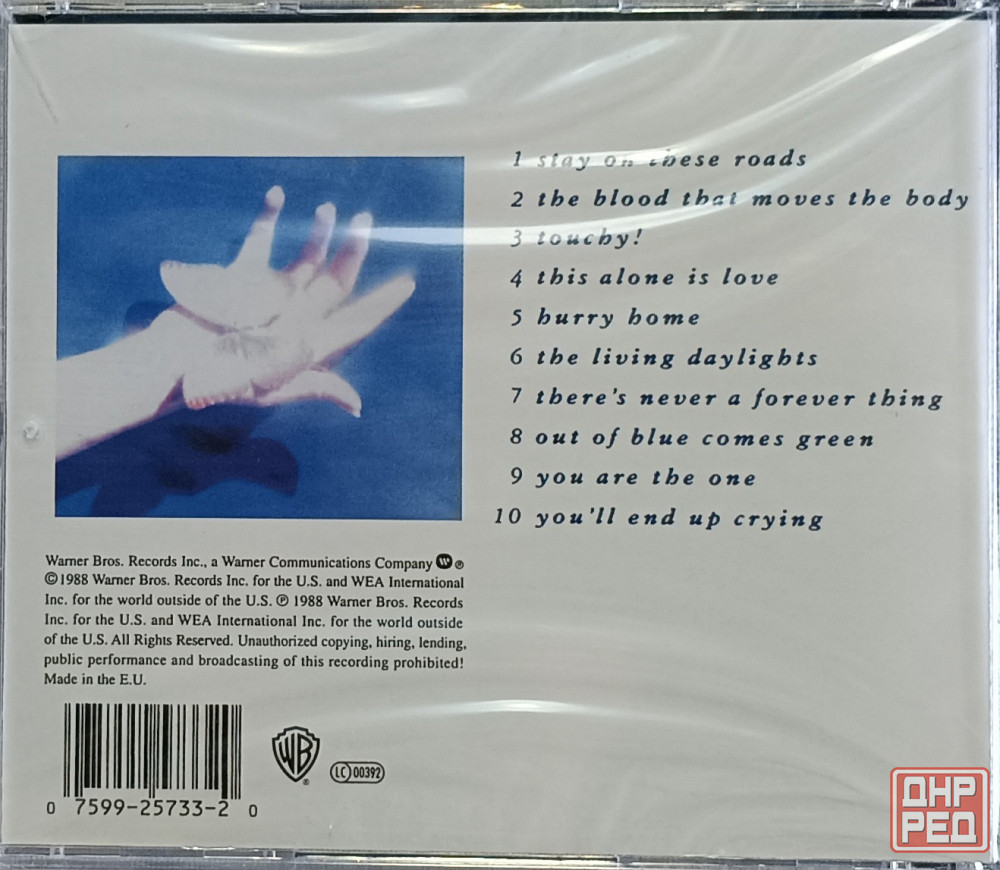 1 stay on these roads
2 the blood that moves the body
3 touchy!
4 this alone is love
5 hurry home
6 the living daylights
7 there's never a forever thing
8 out of blue comes green
9 you are the one
10 you'll end up crying
Warner Bros. Records Inc., a Warner Communications Company W ®
©1988 Warner Bros. Records Inc. for the U.S. and WEA International
Inc. for the world outside of the U.S. ℗ 1988 Warner Bros. Records
Inc. for the U.S. and WEA International Inc. for the world outside
of the U.S. All Rights Reserved. Unauthorized copying, hiring, lending,
public performance and broadcasting of this recording prohibited!
Made in the E.U.
0 7599-25733-2 0
WB ®
LC 00392
ДНР
РЕД